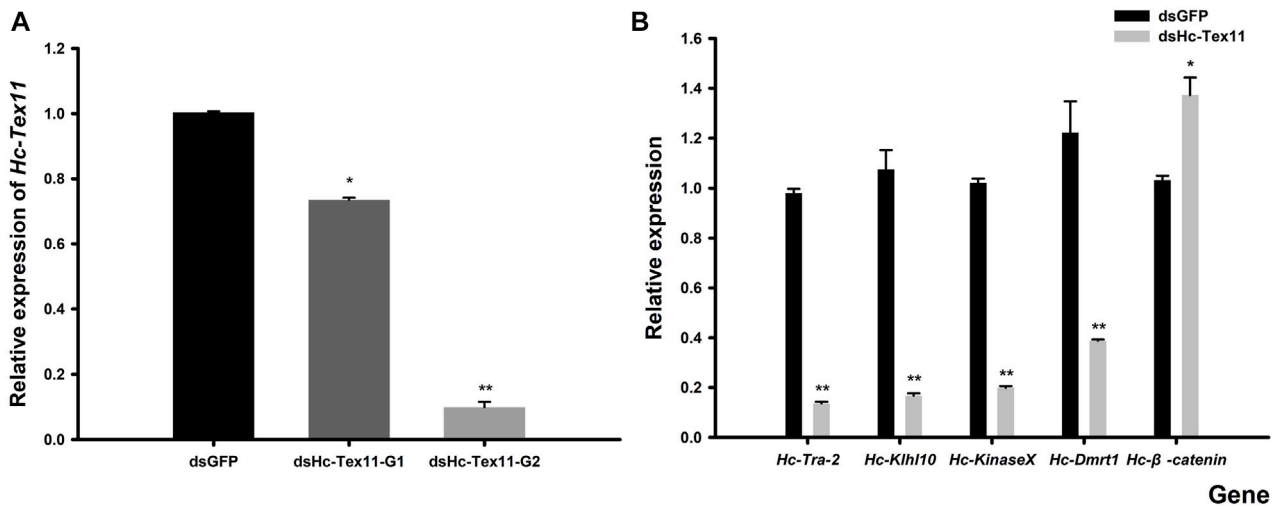 A
Relative expression of Hc-Tex11
1.2
1.0
0.8
0.6
0.4
0.2
0.0
*
**
dsGFP
dsHc-Tex11-G1
dsHc-Tex11-G2
B
dsGFP
dsHc-Tex11
Relative expression
1.6
1.4
1.2
1.0
0.8
0.6
0.4
0.2
0.0
**
**
**
**
*
Hc-Tra-2
Hc-Klhl10
Hc-KinaseX
Hc-Dmrt1
Hc-β -catenin
Gene